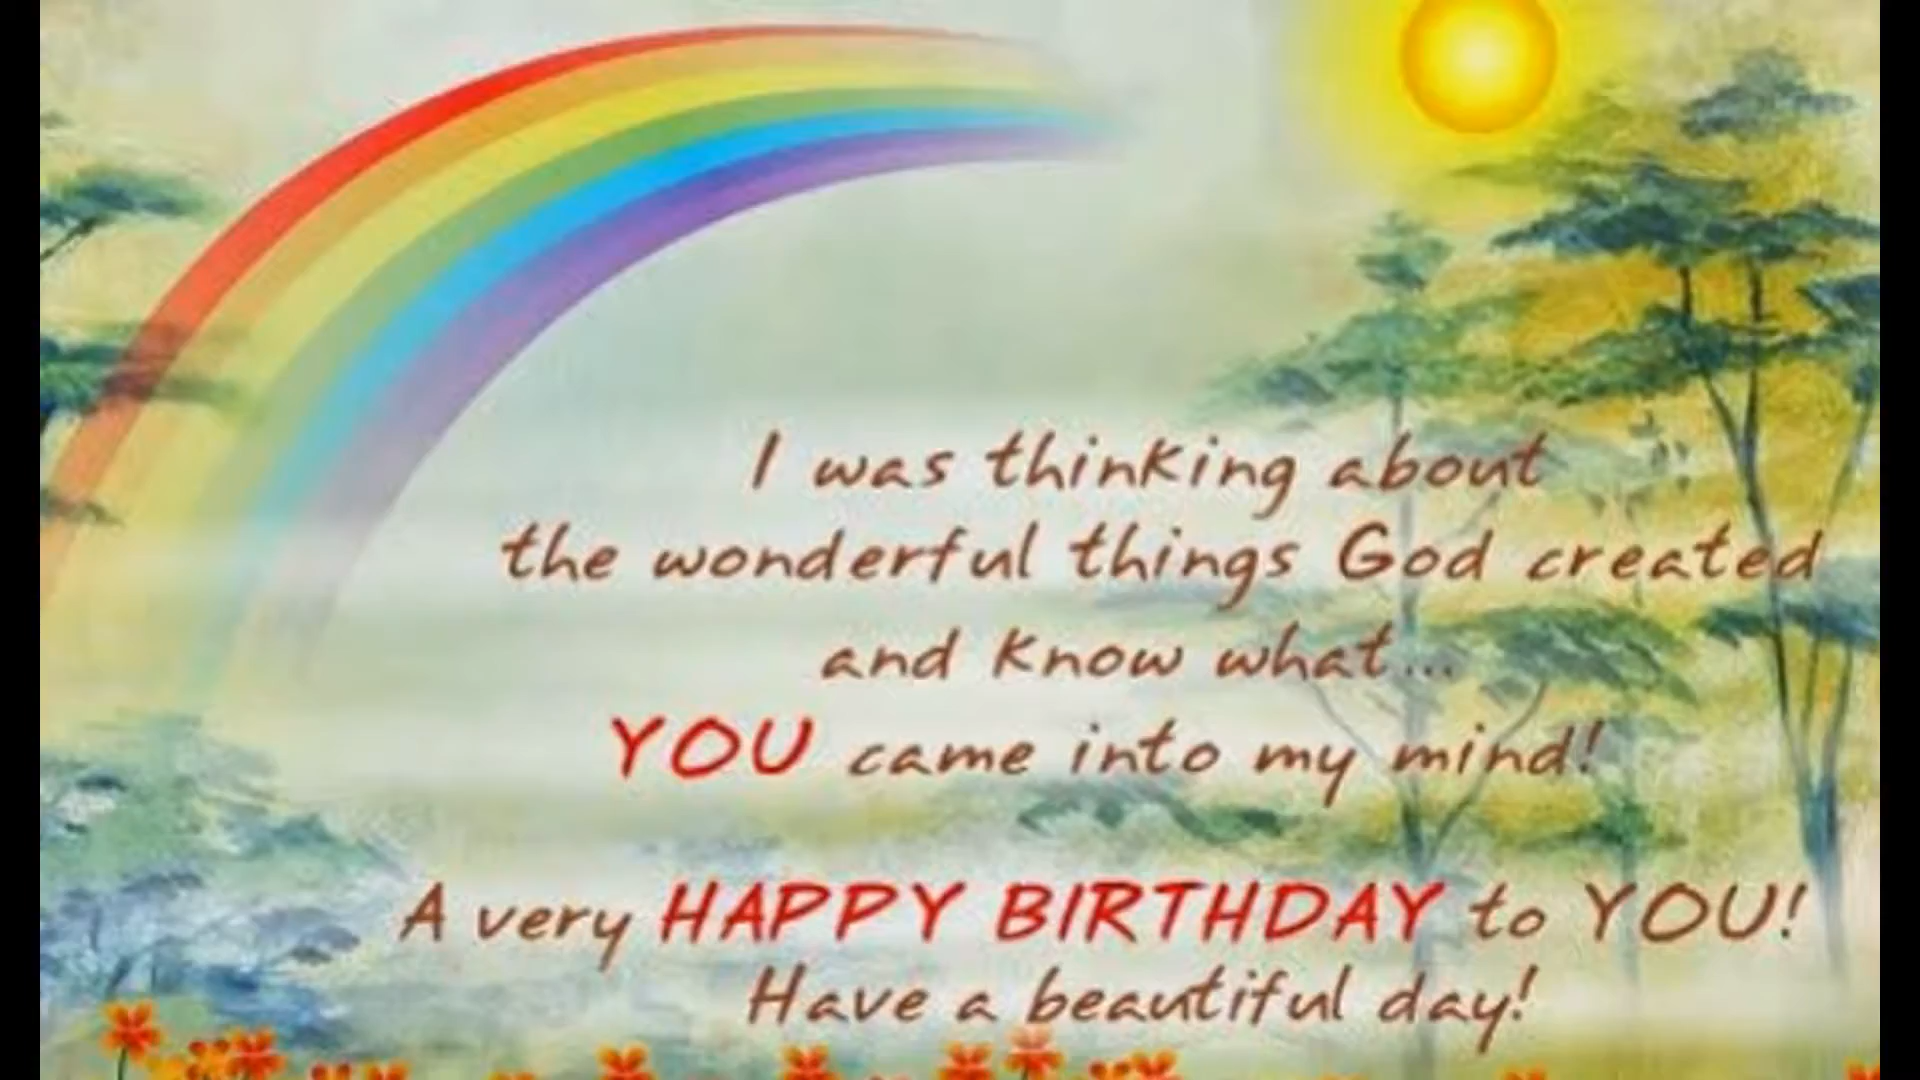 I was thinking about
the wonderful things God created
and know what...
YOU came into my mind!
A very HAPPY BIRTHDAY to YOU!
Have a beautiful day!